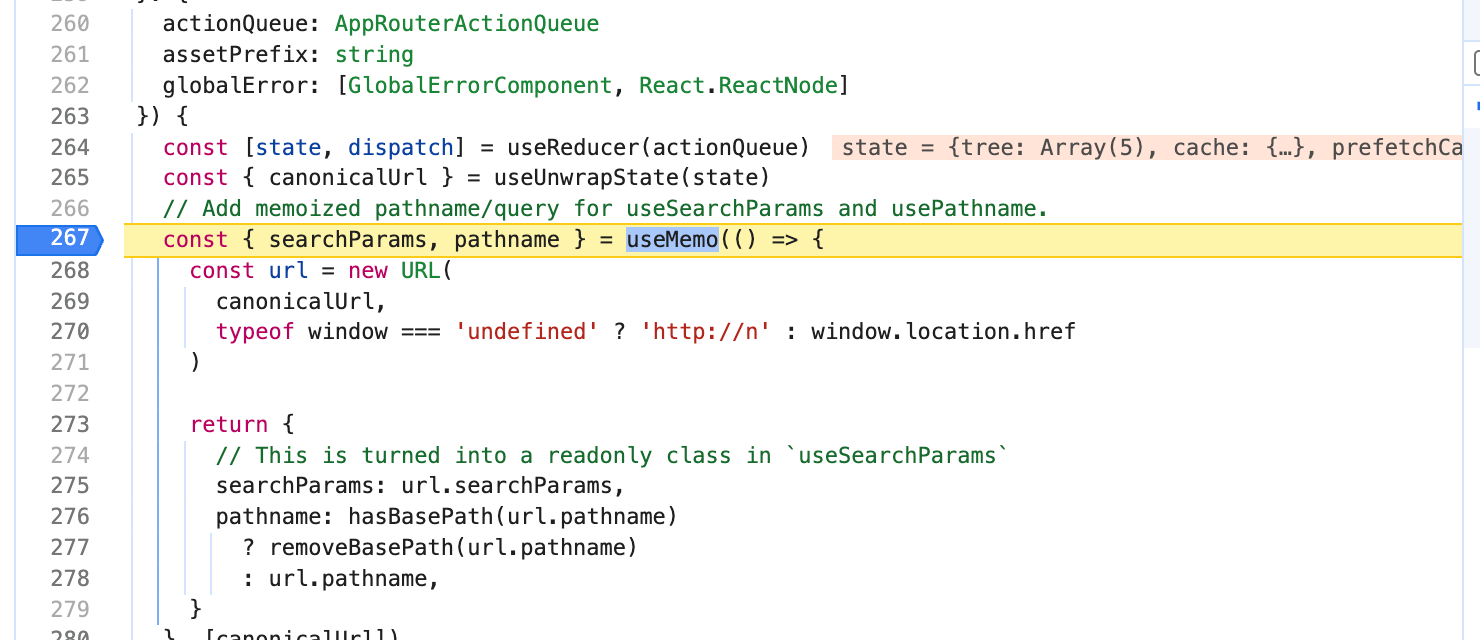 260 actionQueue: AppRouterActionQueue
261 assetPrefix: string
262 globalError: [GlobalErrorComponent, React.ReactNode]
263 }) {
264 const [state, dispatch] = useReducer(actionQueue) state = {tree: Array(5), cache: {…}, prefetchCa
265 const { canonicalUrl } = useUnwrapState(state)
266 // Add memoized pathname/query for useSearchParams and usePathname.
267 const { searchParams, pathname } = useMemo(() => {
268 const url = new URL(
269 canonicalUrl,
270 typeof window === 'undefined' ? 'http://n' : window.location.href
271 )
272
273 return {
274 // This is turned into a readonly class in `useSearchParams`
275 searchParams: url.searchParams,
276 pathname: hasBasePath(url.pathname)
277 ? removeBasePath(url.pathname)
278 : url.pathname,
279 }
280 }, [canonicalUrl])